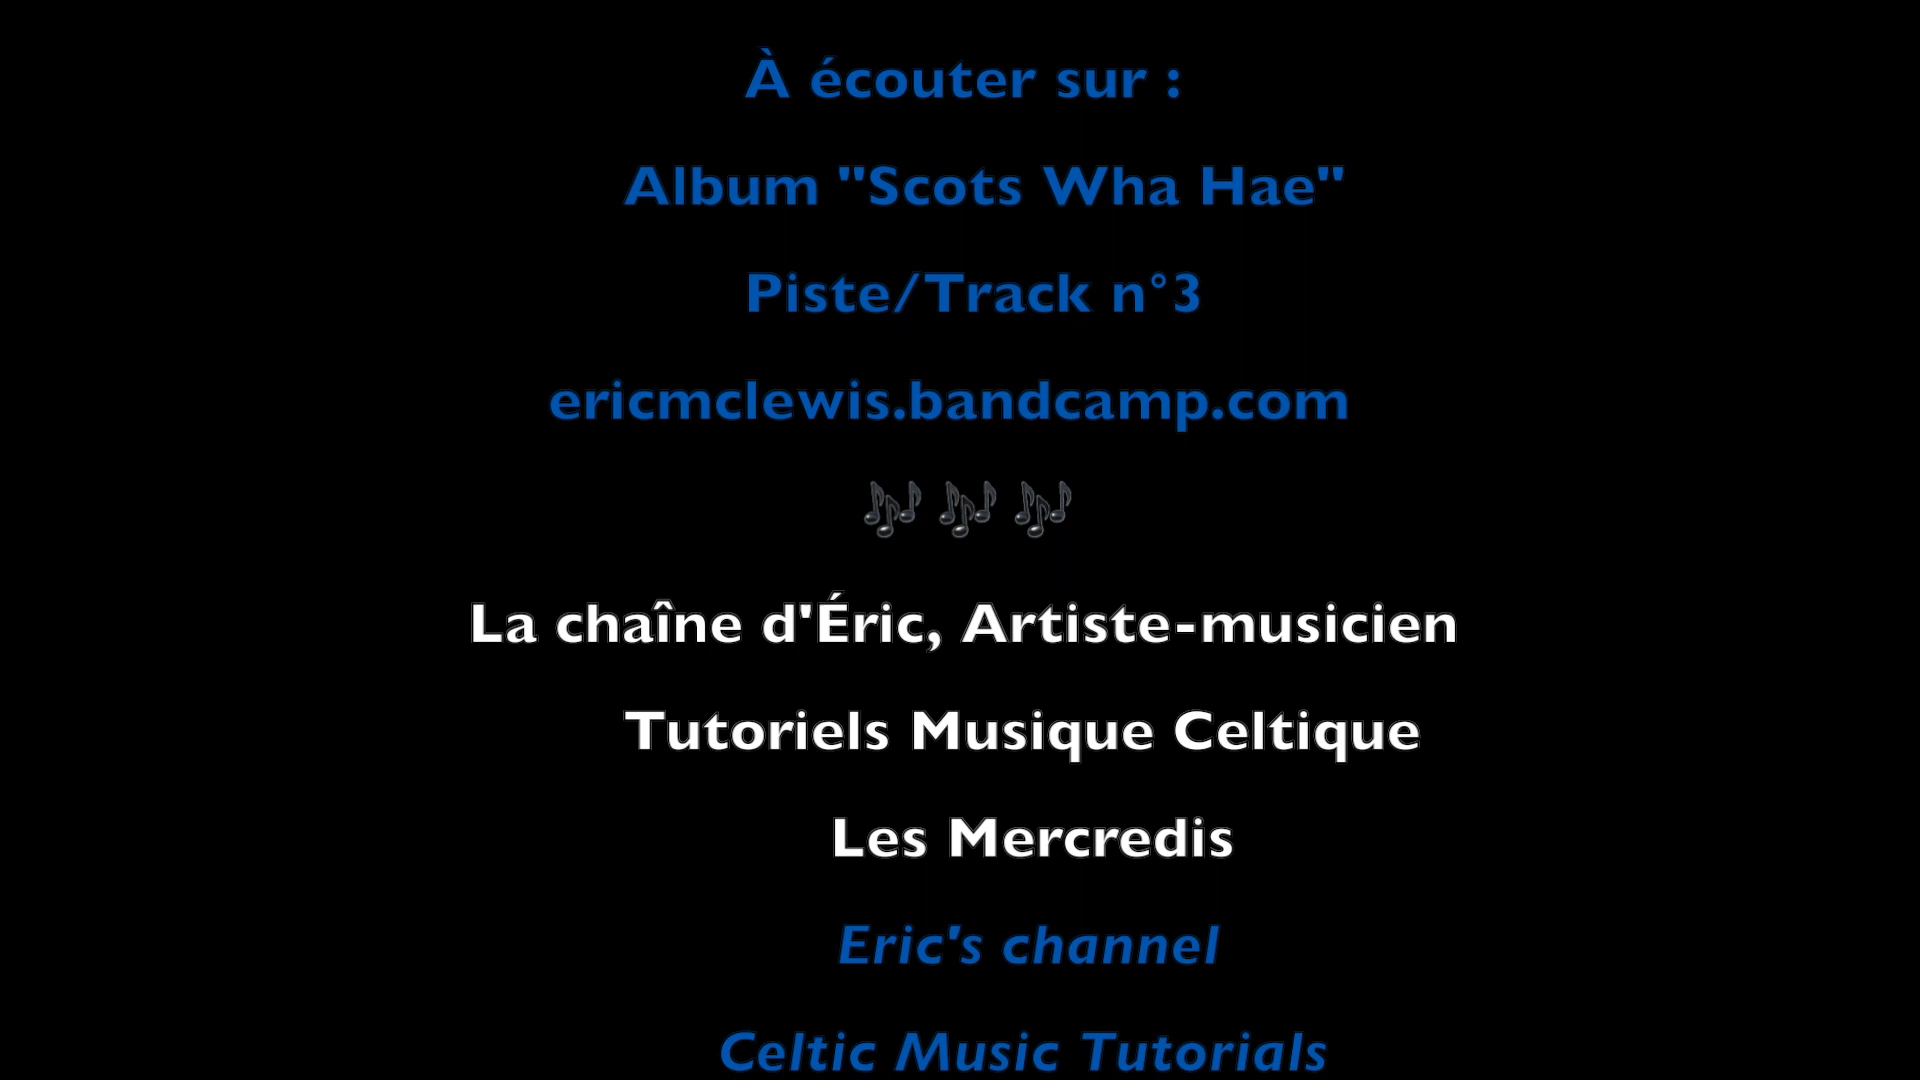 À écouter sur :
Album "Scots Wha Hae"
Piste/Track n°3
ericmclewis.bandcamp.com
🎶 🎶 🎶
La chaîne d'Éric, Artiste-musicien
Tutoriels Musique Celtique
Les Mercredis
Eric's channel
Celtic Music Tutorials